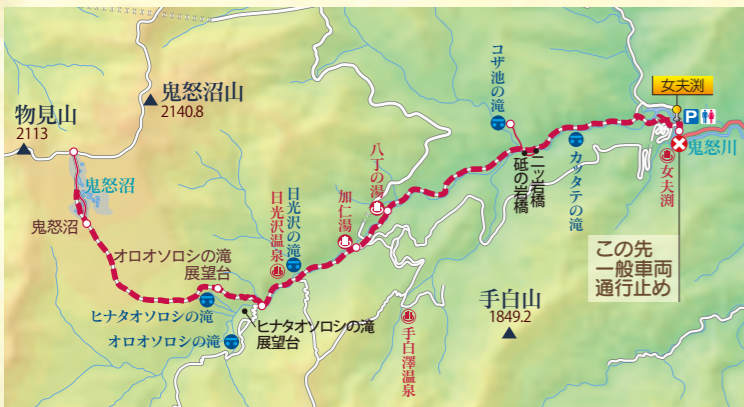 物見山
2113
鬼怒沼山
2140.8
鬼怒沼
鬼怒沼
オロオソロシの滝
展望台
ヒナタオソロシの滝
オロオソロシの滝
ヒナタオソロシの滝
展望台
日光沢温泉
日光沢の滝
加仁湯
八丁の湯
手白澤温泉
手白山
1849.2
コザ池の滝
砥の岩橋
二ッ岩橋
カッタテの滝
女夫渕
P
鬼怒川
女夫渕
この先
一般車両
通行止め